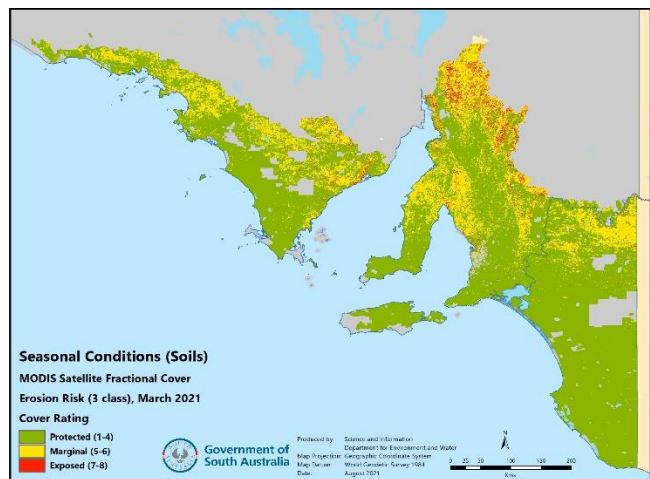 Seasonal Conditions (Soils)
MODIS Satellite Fractional Cover
Erosion Risk (3 class), March 2021
Cover Rating
Protected (1-4)
Marginal (5-6)
Exposed (7-8)
Government of
South Australia
Produced by: Science and Information
Department for Environment and Water
Map Projection: Geographic Coordinate System
Map Datum: World Geodetic Survey 1984
Date: August 2021
N
0 50 100 150 200
Kms